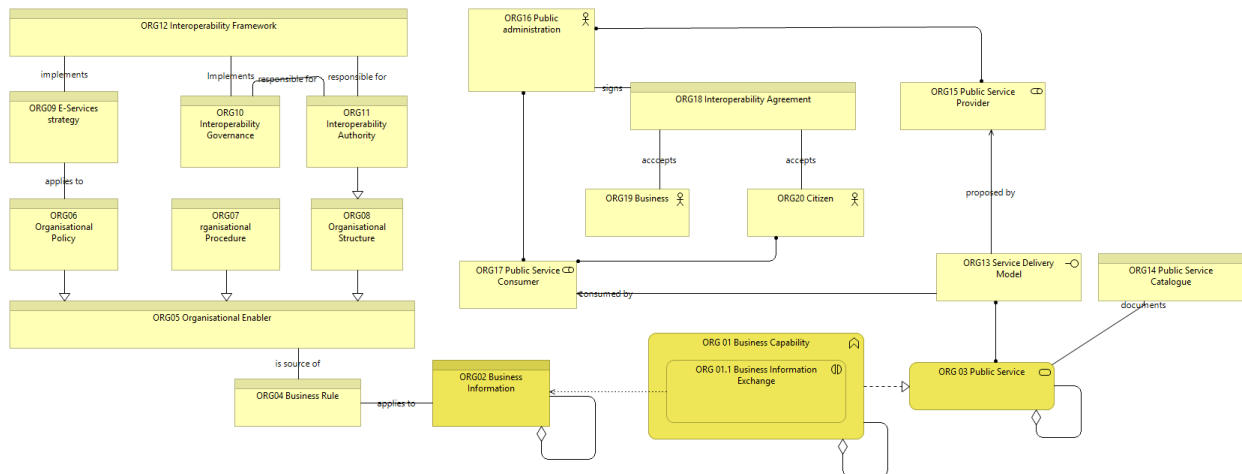 ORG12 Interoperability Framework
ORG16 Public
administration
implements
Implements
responsible for
responsible for
signs
ORG09 E-Services
strategy
ORG10
Interoperability
Governance
ORG11
Interoperability
Authority
ORG18 Interoperability Agreement
ORG15 Public Service
Provider
acccepts
accepts
applies to
proposed by
ORG19 Business
ORG20 Citizen
ORG06
Organisational
Policy
ORG07
rganisational
Procedure
ORG08
Organisational
Structure
ORG17 Public Service
Consumer
consumed by
ORG13 Service Delivery
Model
ORG14 Public Service
Catalogue
documents
ORG05 Organisational Enabler
is source of
ORG 01 Business Capability
ORG02 Business
Information
ORG 01.1 Business Information
Exchange
ORG 03 Public Service
ORG04 Business Rule
applies to